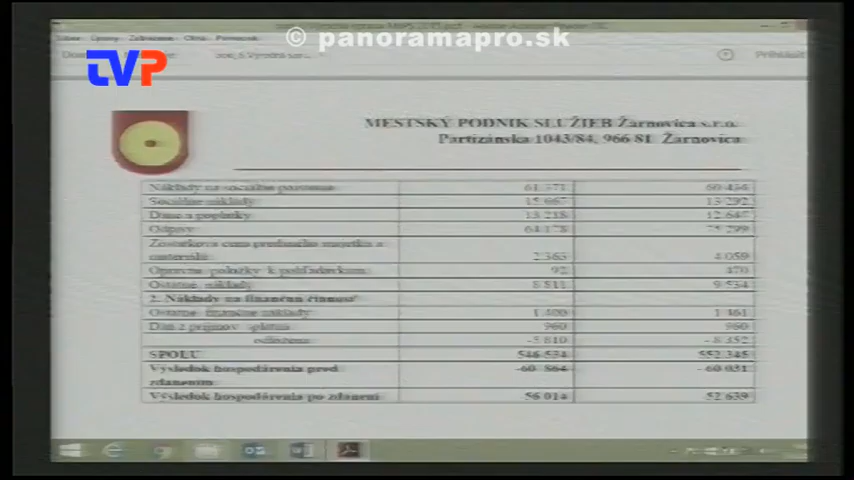 © panoramapro.sk
TVP
MESTSKÝ PODNIK SLUŽIEB Žarnovica s.r.o.
Partizánska 1043/84, 966 81 Žarnovica
Náklady na sociálne poistenie 61 371 60 434
Sociálne náklady 15 667 13 292
Dane a poplatky 13 218 12 647
Odpisy 64 178 75 299
Zostatková cena predaného majetku a
materiálu 2 363 4 059
Opravné položky k pohľadávkam 92 470
Ostatné náklady 8 811 9 534
2. Náklady na finančnú činnosť
Ostatné finančné náklady 1 400 1 461
Daň z príjmov splatná 960 960
odložená -5 810 - 8 352
SPOLU 546 534 552 345
Výsledok hospodárenia pred
zdanením -60 864 - 60 031
Výsledok hospodárenia po zdanení 56 014 -52 639